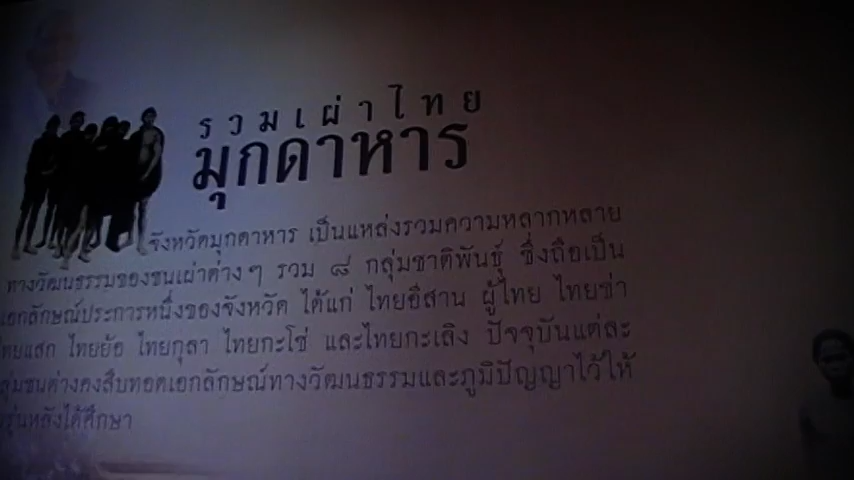 รวมเผ่าไทย
มุกดาหาร
จังหวัดมุกดาหาร เป็นแหล่งรวมความหลากหลาย
ทางวัฒนธรรมของชนเผ่าต่างๆ รวม ๘ กลุ่มชาติพันธุ์ ซึ่งถือเป็น
เอกลักษณ์ประการหนึ่งของจังหวัด ได้แก่ ไทยอีสาน ผู้ไทย ไทยข่า
ไทยแสก ไทยย้อ ไทยกุลา ไทยกะโซ่ และไทยกะเลิง ปัจจุบันแต่ละ
กลุ่มชนต่างคงสืบทอดเอกลักษณ์ทางวัฒนธรรมและภูมิปัญญาไว้ให้
รุ่นหลังได้ศึกษา